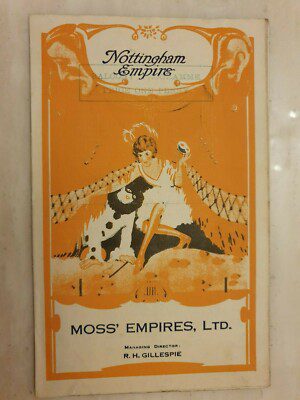 Nottingham
Empire
MOSS' EMPIRES, LTD.
MANAGING DIRECTOR:
R. H. GILLESPIE